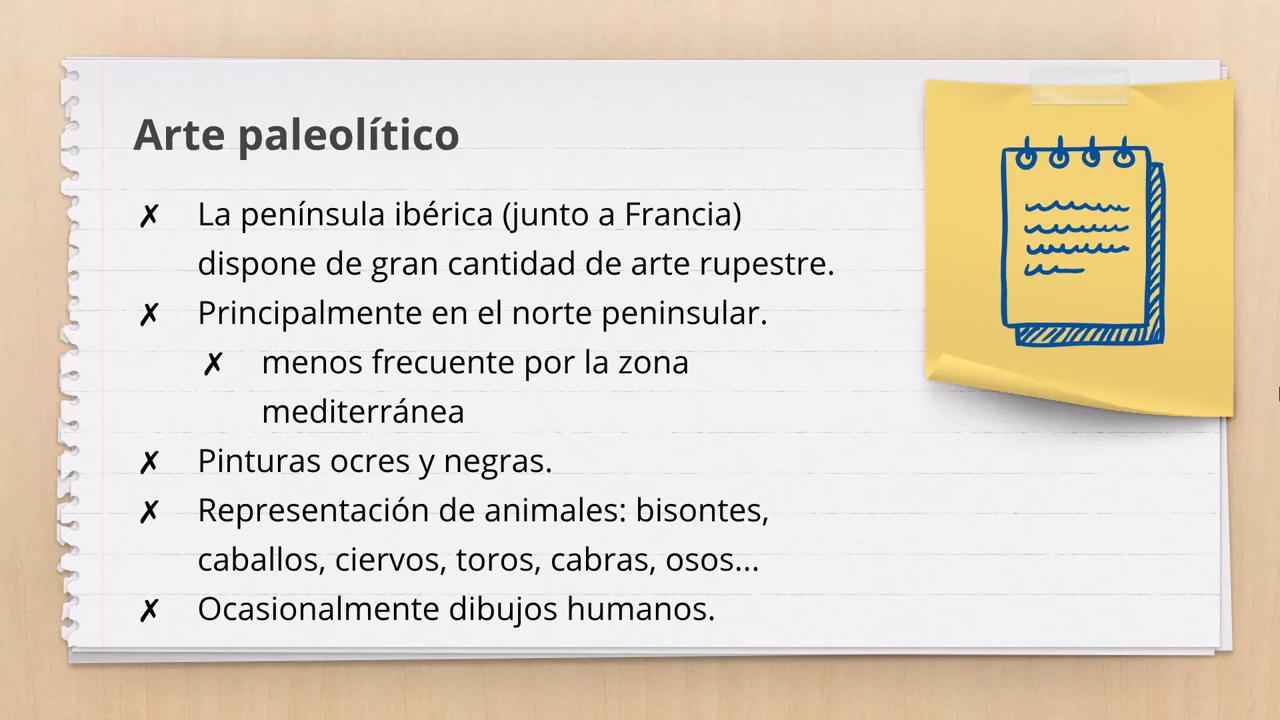 Arte paleolítico
✗ La península ibérica (junto a Francia)
dispone de gran cantidad de arte rupestre.
✗ Principalmente en el norte peninsular.
✗ menos frecuente por la zona
mediterránea
✗ Pinturas ocres y negras.
✗ Representación de animales: bisontes,
caballos, ciervos, toros, cabras, osos...
✗ Ocasionalmente dibujos humanos.